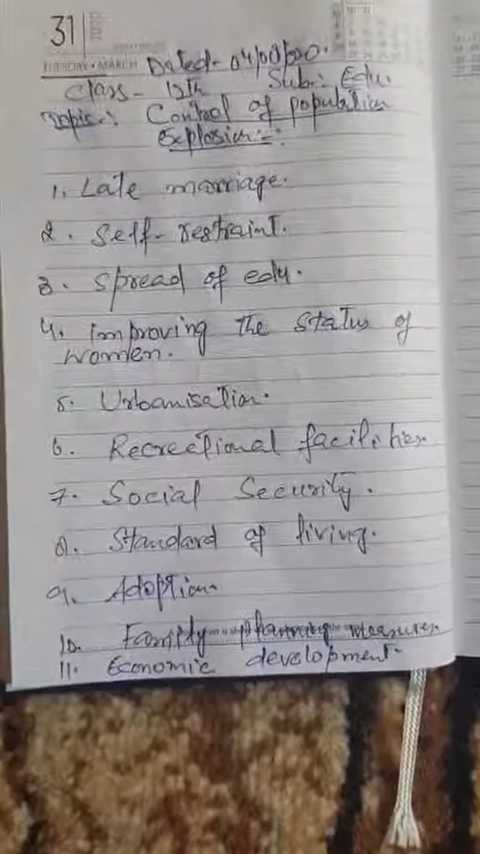 31
TUESDAY • MARCH Dated- 04/08/020.
Class- 12th Sub:- Edu.
Topic:- Control of population
Explosion:-
1. Late marriage.
2. Self-restraint.
3. Spread of edu.
4. Improving the status of
women.
5. Urbanisation.
6. Recreational facilities.
7. Social Security.
8. Standard of living.
9. Adoption.
10. Family planning measures.
11. Economic development.